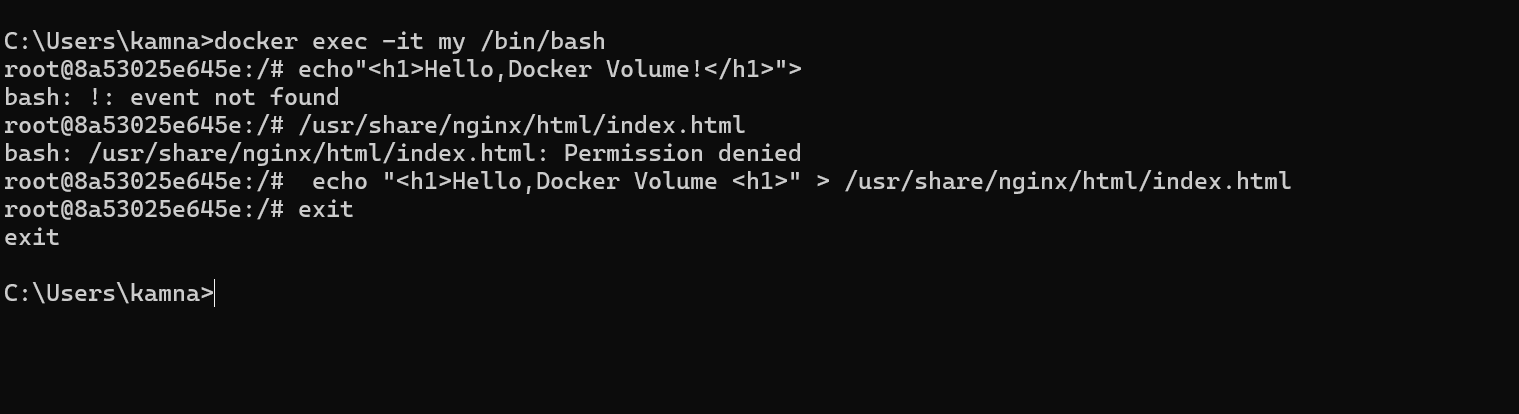 C:\Users\kamna>docker exec -it my /bin/bash
root@8a53025e645e:/# echo"<h1>Hello,Docker Volume!</h1>">
bash: !: event not found
root@8a53025e645e:/# /usr/share/nginx/html/index.html
bash: /usr/share/nginx/html/index.html: Permission denied
root@8a53025e645e:/#  echo "<h1>Hello,Docker Volume <h1>" > /usr/share/nginx/html/index.html
root@8a53025e645e:/# exit
exit
C:\Users\kamna>